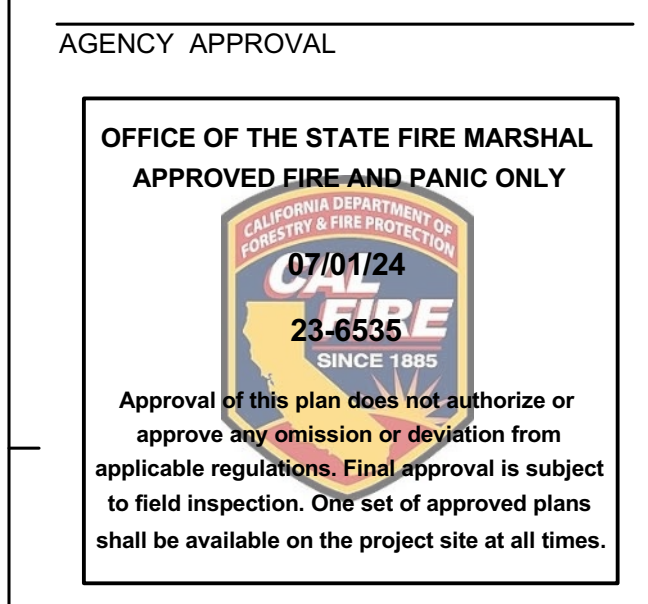 AGENCY APPROVAL
OFFICE OF THE STATE FIRE MARSHAL
APPROVED FIRE AND PANIC ONLY
CALIFORNIA DEPARTMENT OF
FORESTRY & FIRE PROTECTION
07/01/24
CAL
FIRE
23-6535
SINCE 1885
Approval of this plan does not authorize or
approve any omission or deviation from
applicable regulations. Final approval is subject
to field inspection. One set of approved plans
shall be available on the project site at all times.